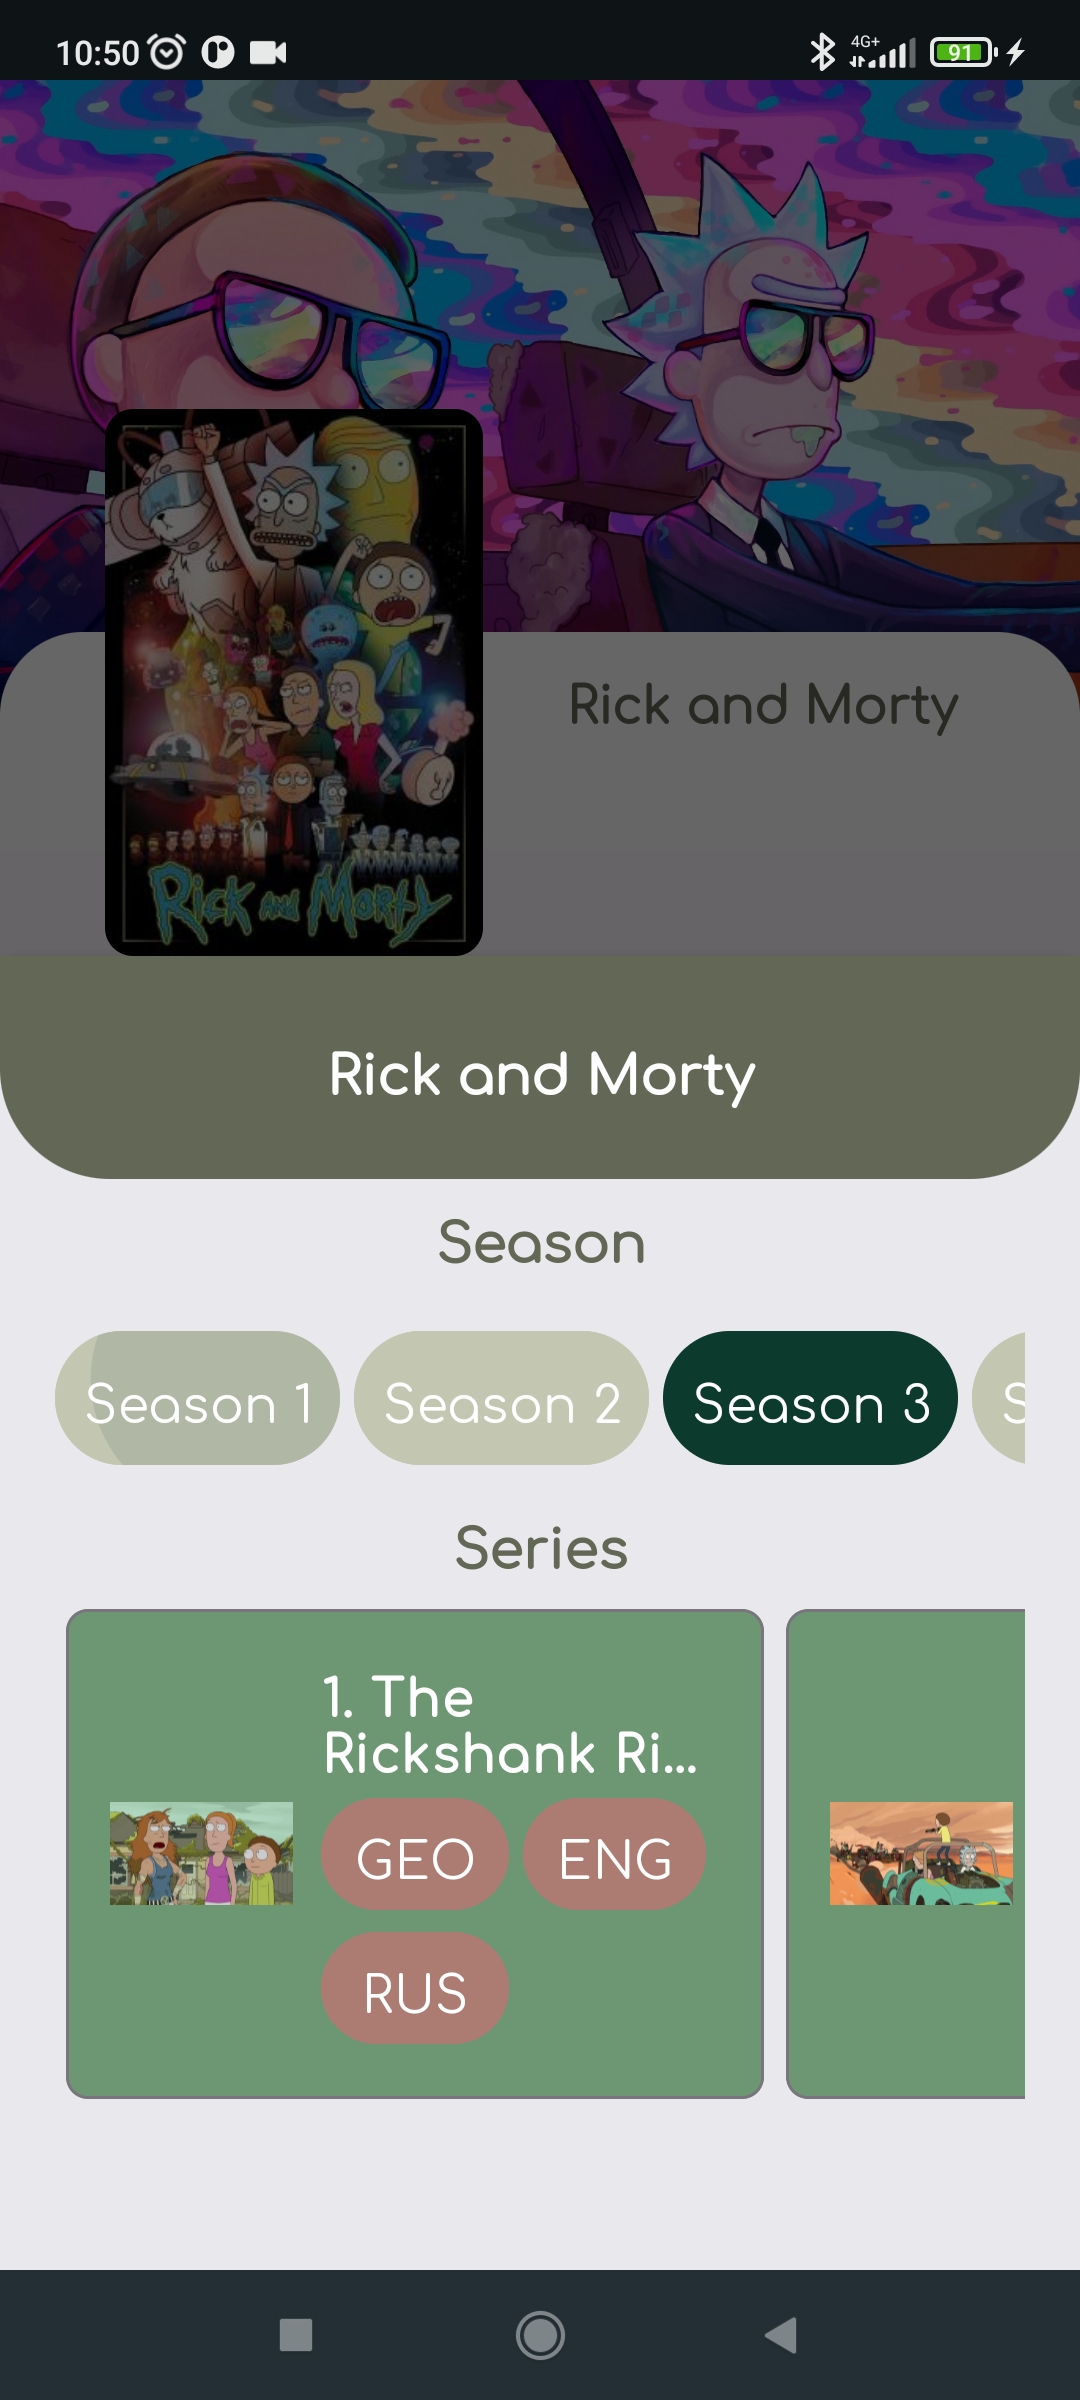 10:50
4G+
91
Rick and Morty
Rick and Morty
Rick and Morty
Season
Season 1
Season 2
Season 3
S
Series
1. The
Rickshank Ri...
GEO
ENG
RUS